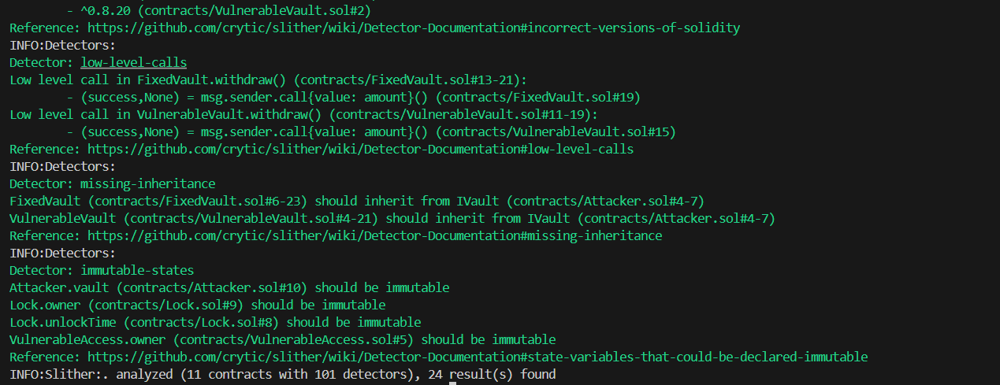 - ^0.8.20 (contracts/VulnerableVault.sol#2)
Reference: https://github.com/crytic/slither/wiki/Detector-Documentation#incorrect-versions-of-solidity
INFO:Detectors:
Detector: low-level-calls
Low level call in FixedVault.withdraw() (contracts/FixedVault.sol#13-21):
- (success,None) = msg.sender.call{value: amount}() (contracts/FixedVault.sol#19)
Low level call in VulnerableVault.withdraw() (contracts/VulnerableVault.sol#11-19):
- (success,None) = msg.sender.call{value: amount}() (contracts/VulnerableVault.sol#15)
Reference: https://github.com/crytic/slither/wiki/Detector-Documentation#low-level-calls
INFO:Detectors:
Detector: missing-inheritance
FixedVault (contracts/FixedVault.sol#6-23) should inherit from IVault (contracts/Attacker.sol#4-7)
VulnerableVault (contracts/VulnerableVault.sol#4-21) should inherit from IVault (contracts/Attacker.sol#4-7)
Reference: https://github.com/crytic/slither/wiki/Detector-Documentation#missing-inheritance
INFO:Detectors:
Detector: immutable-states
Attacker.vault (contracts/Attacker.sol#10) should be immutable
Lock.owner (contracts/Lock.sol#9) should be immutable
Lock.unlockTime (contracts/Lock.sol#8) should be immutable
VulnerableAccess.owner (contracts/VulnerableAccess.sol#5) should be immutable
Reference: https://github.com/crytic/slither/wiki/Detector-Documentation#state-variables-that-could-be-declared-immutable
INFO:Slither:. analyzed (11 contracts with 101 detectors), 24 result(s) found